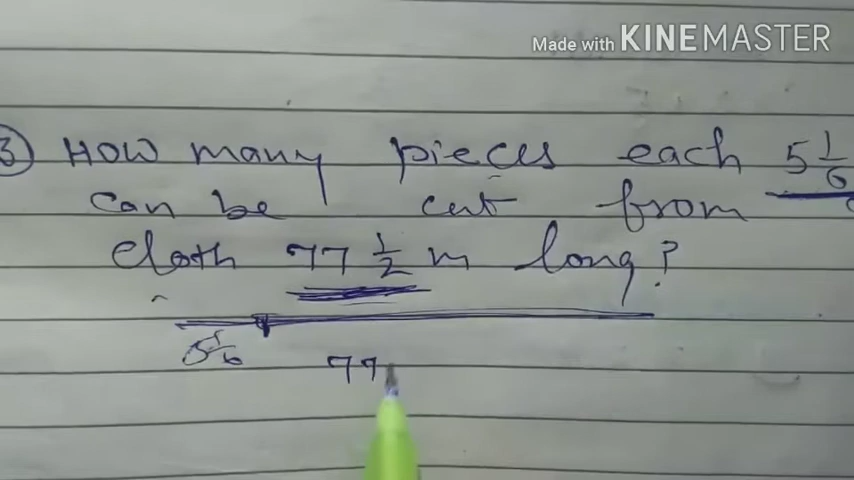 Made with KINEMASTER
3 HOW many pieces each 5 1/6
can be cut from
cloth 77 1/2 m long?
5 1/6
77